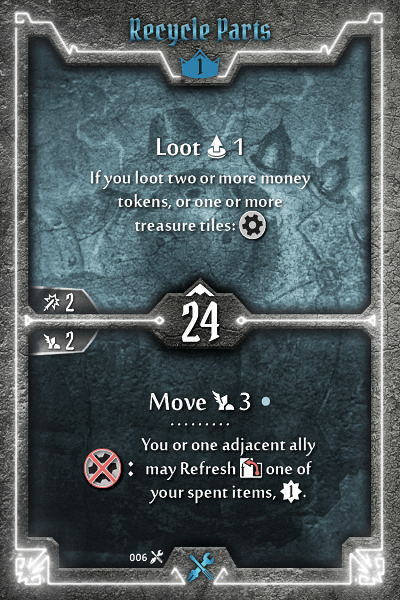 Recycle Parts
1
Loot 1
If you loot two or more money
tokens, or one or more
treasure tiles:
2
24
2
Move 3
: You or one adjacent ally
may Refresh one of
your spent items, 1.
006